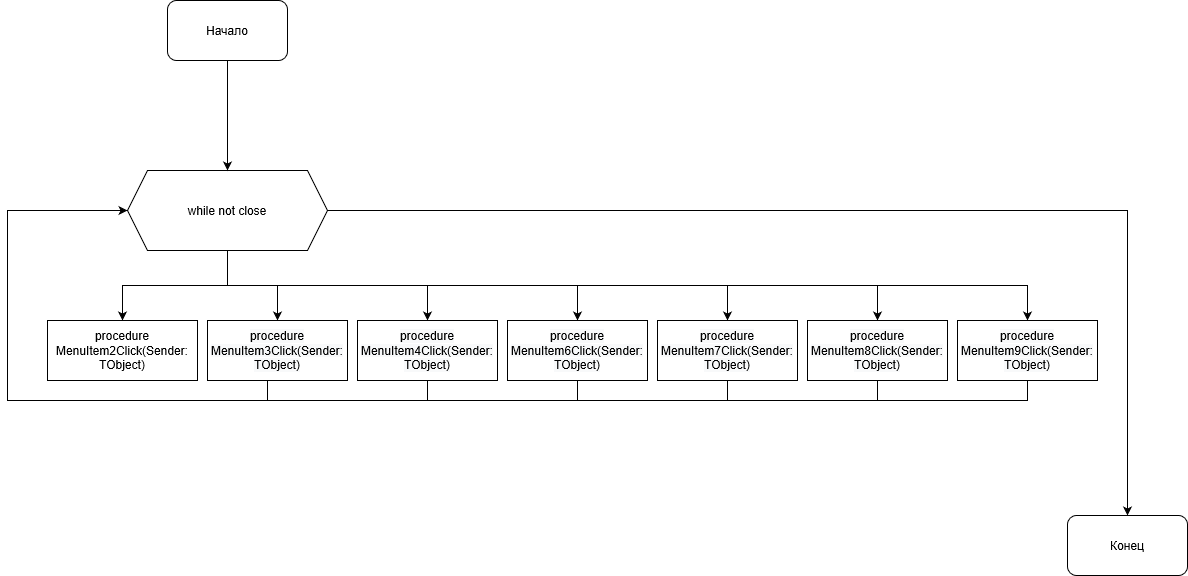 Начало
while not close
procedure
MenuItem2Click(Sender:
TObject)
procedure
MenuItem3Click(Sender:
TObject)
procedure
MenuItem4Click(Sender:
TObject)
procedure
MenuItem6Click(Sender:
TObject)
procedure
MenuItem7Click(Sender:
TObject)
procedure
MenuItem8Click(Sender:
TObject)
procedure
MenuItem9Click(Sender:
TObject)
Конец